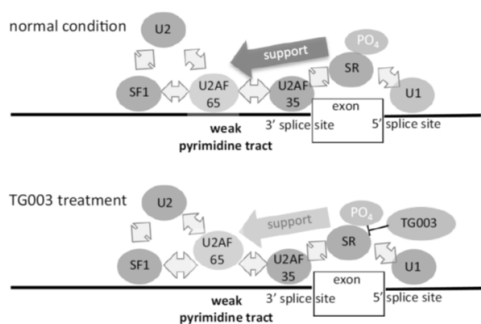 normal condition
U2
support
PO4
SR
SF1
U2AF
65
U2AF
35
U1
exon
weak
pyrimidine tract
3' splice site
5' splice site
TG003 treatment
U2
support
PO4
TG003
SR
SF1
U2AF
65
U2AF
35
U1
exon
weak
pyrimidine tract
3' splice site
5' splice site